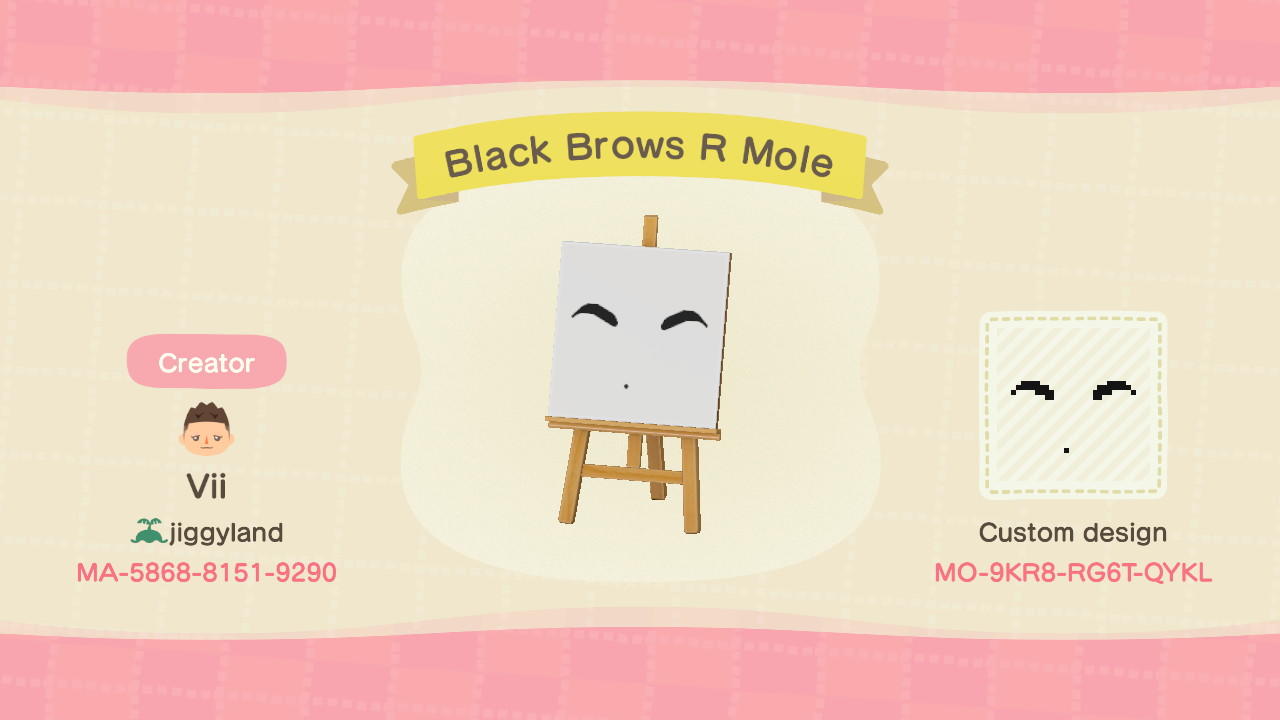 Black Brows R Mole
Creator
Vii
jiggyland
MA-5868-8151-9290
Custom design
MO-9KR8-RG6T-QYKL